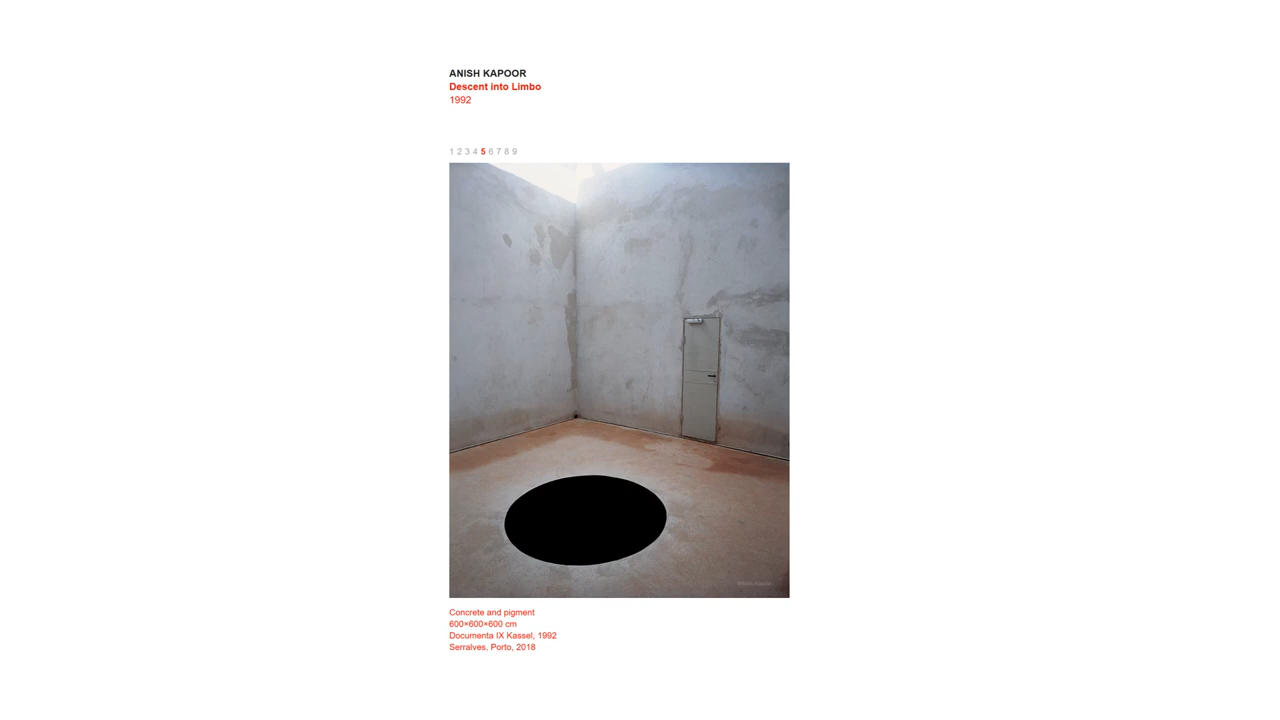 ANISH KAPOOR
Descent into Limbo
1992
1 2 3 4 5 6 7 8 9
Concrete and pigment
600×600×600 cm
Documenta IX Kassel, 1992
Serralves, Porto, 2018